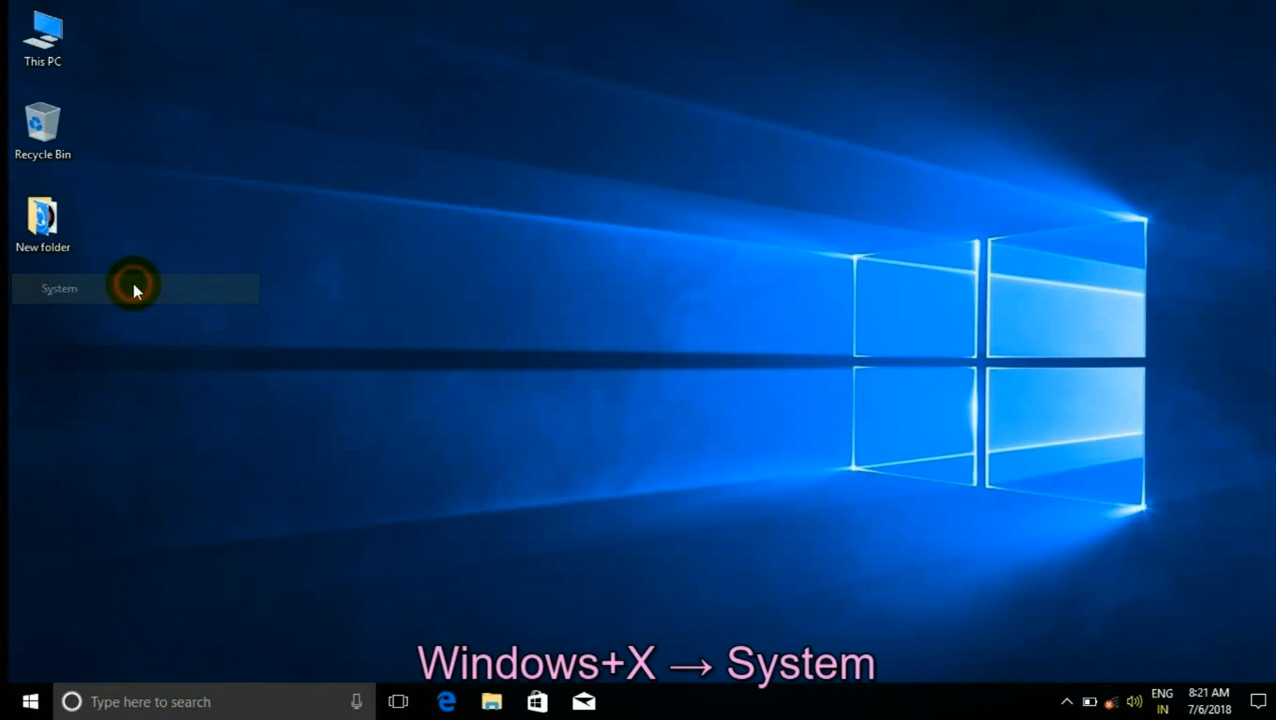 This PC
Recycle Bin
New folder
System
Windows+X → System
Type here to search
ENG
IN
8:21 AM
7/6/2018